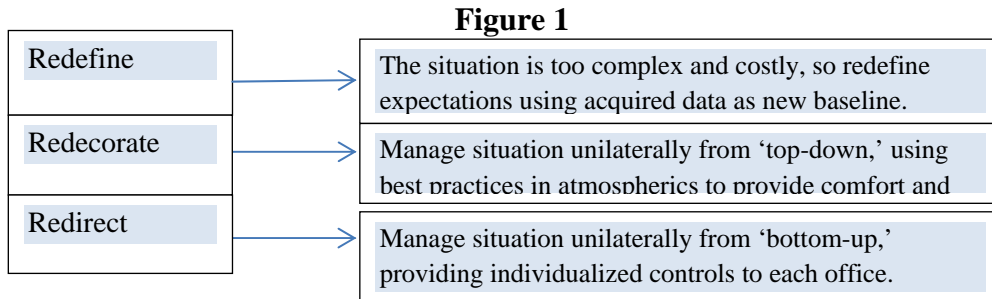 Figure 1
Redefine
The situation is too complex and costly, so redefine
expectations using acquired data as new baseline.
Redecorate
Manage situation unilaterally from ‘top-down,’ using
best practices in atmospherics to provide comfort and
Redirect
Manage situation unilaterally from ‘bottom-up,’
providing individualized controls to each office.